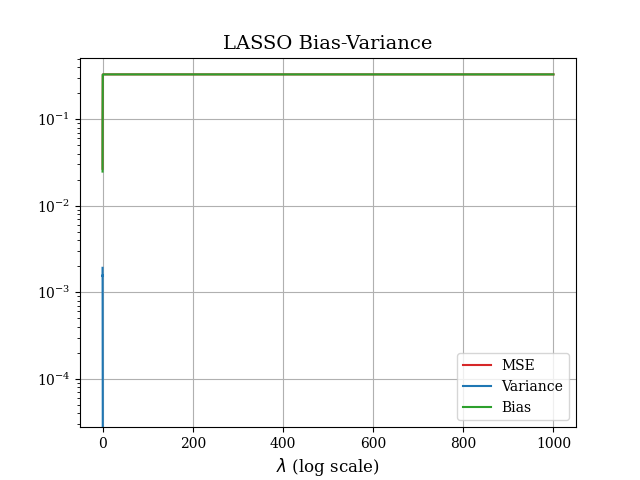 LASSO Bias-Variance
10⁻¹
10⁻²
10⁻³
10⁻⁴
MSE
Variance
Bias
0 200 400 600 800 1000
λ (log scale)